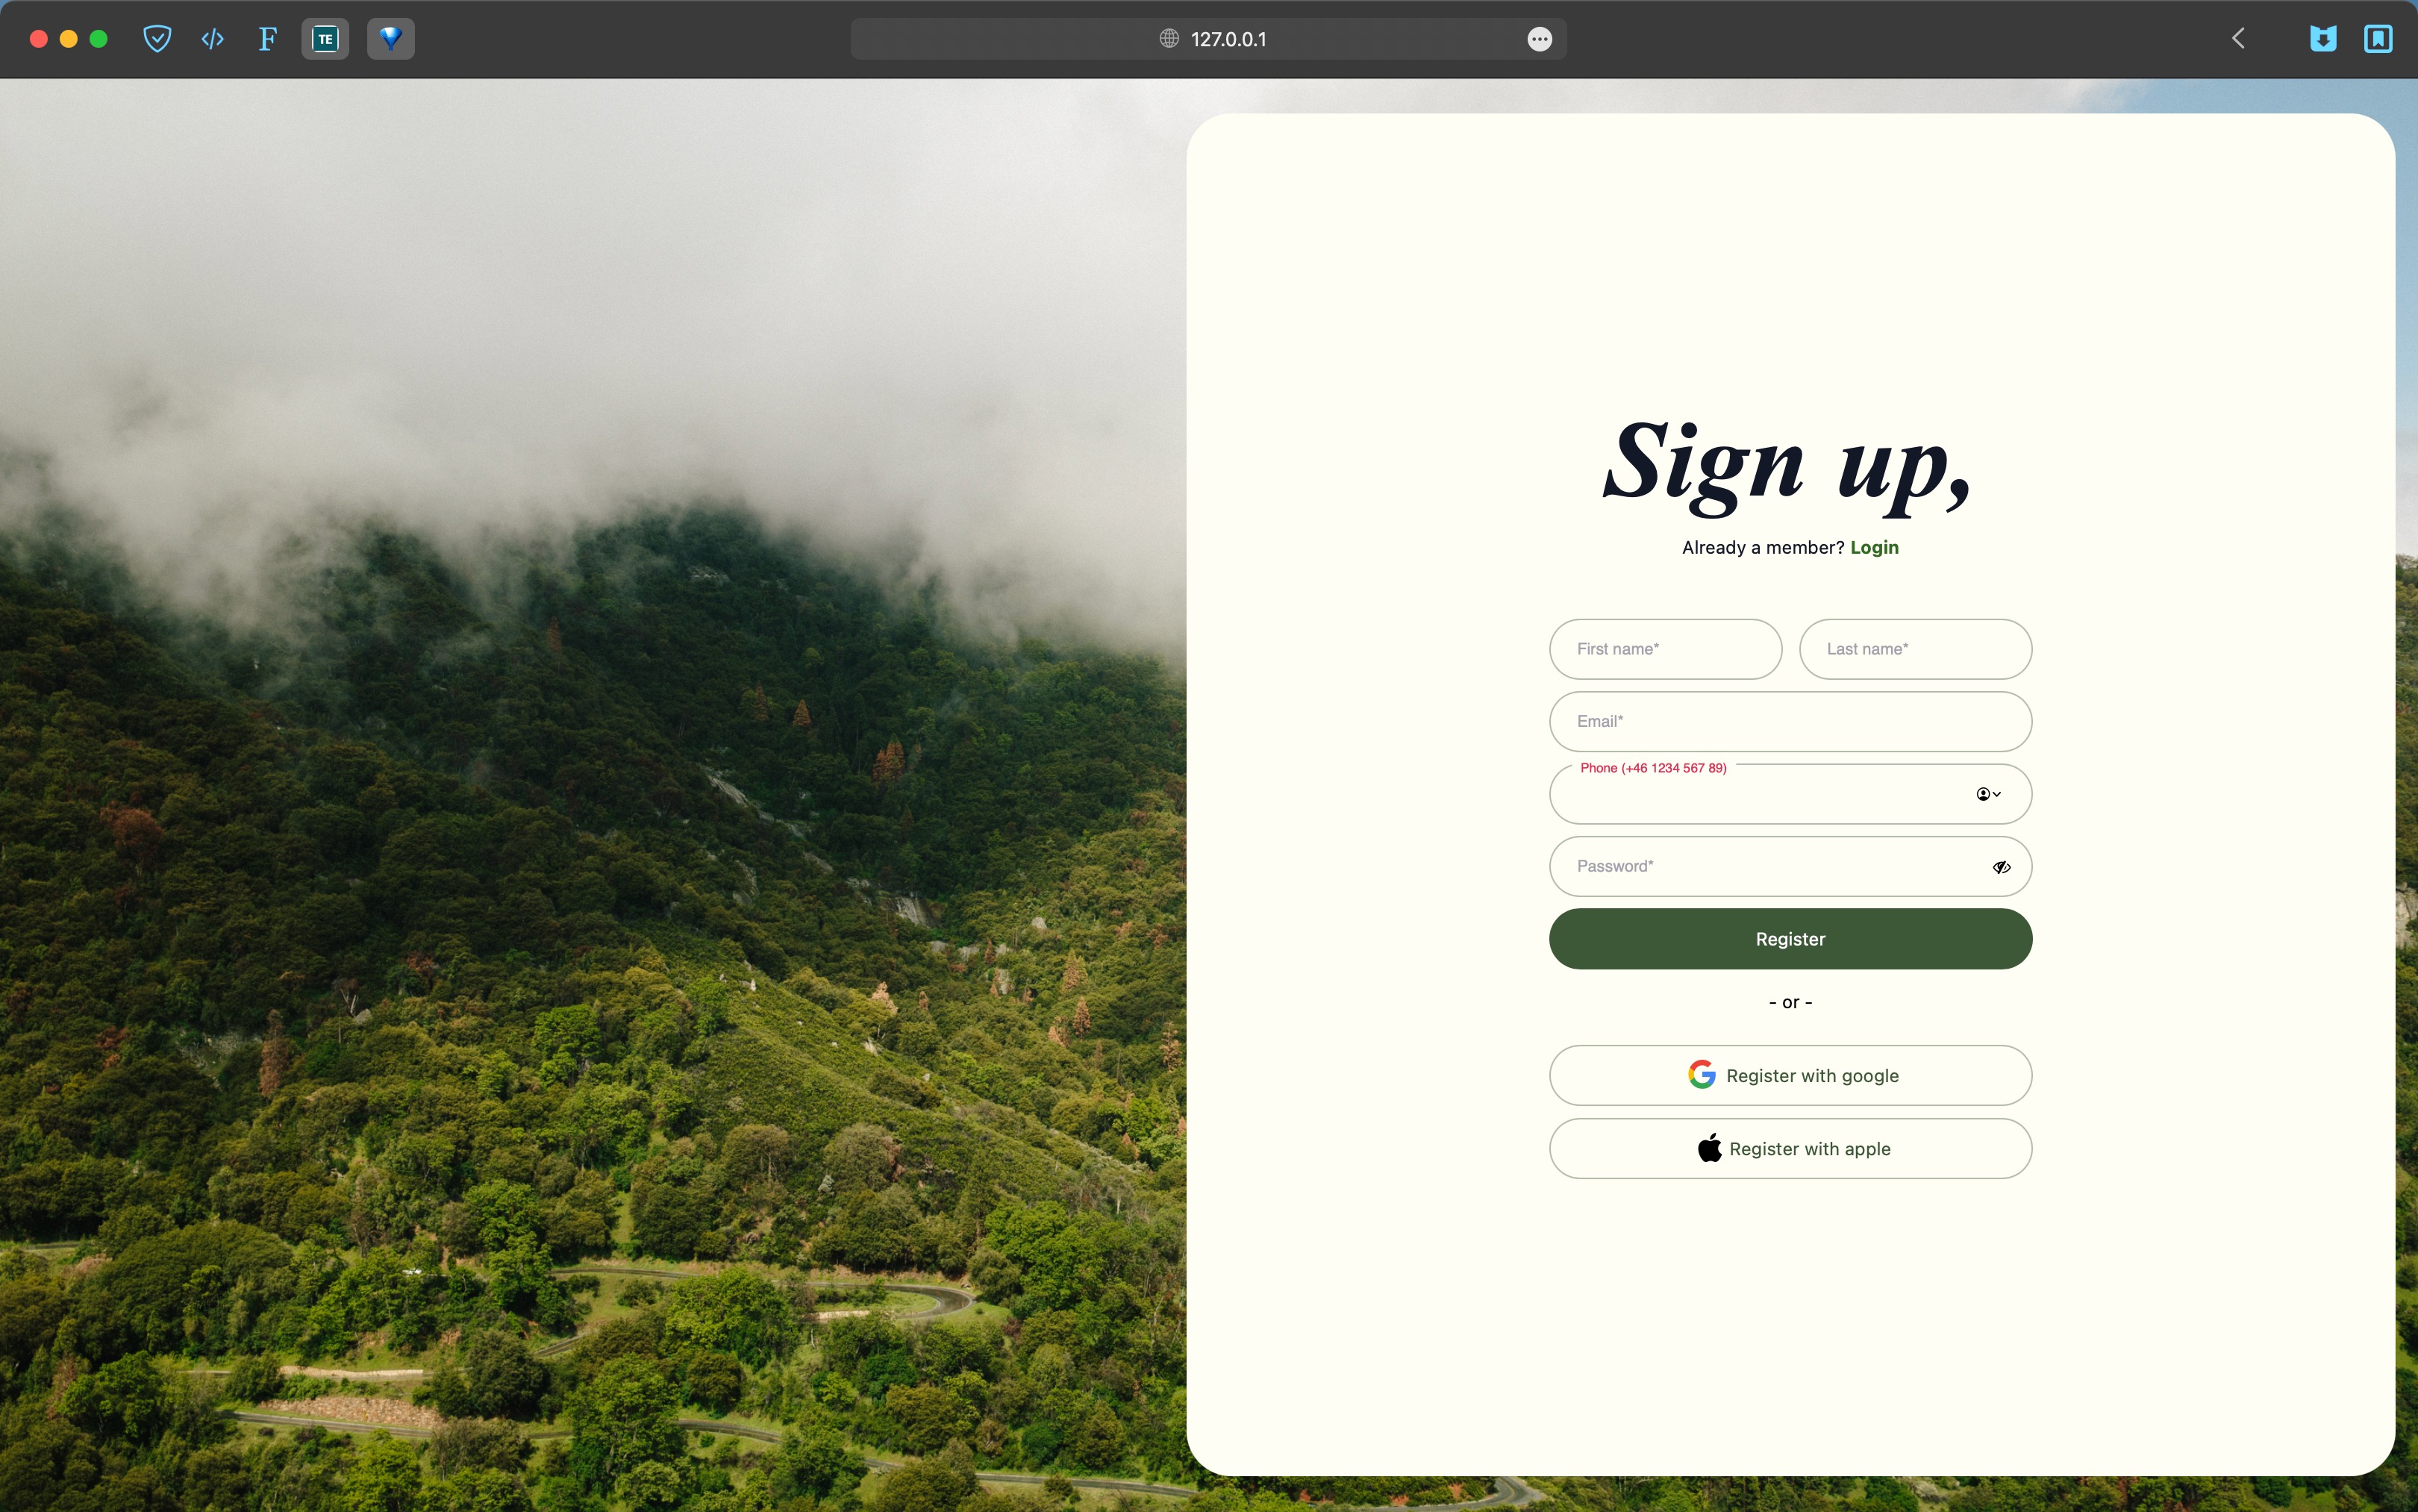 F
TE
127.0.0.1
Sign up,
Already a member? Login
First name*
Last name*
Email*
Phone (+46 1234 567 89)
Password*
Register
- or -
Register with google
Register with apple